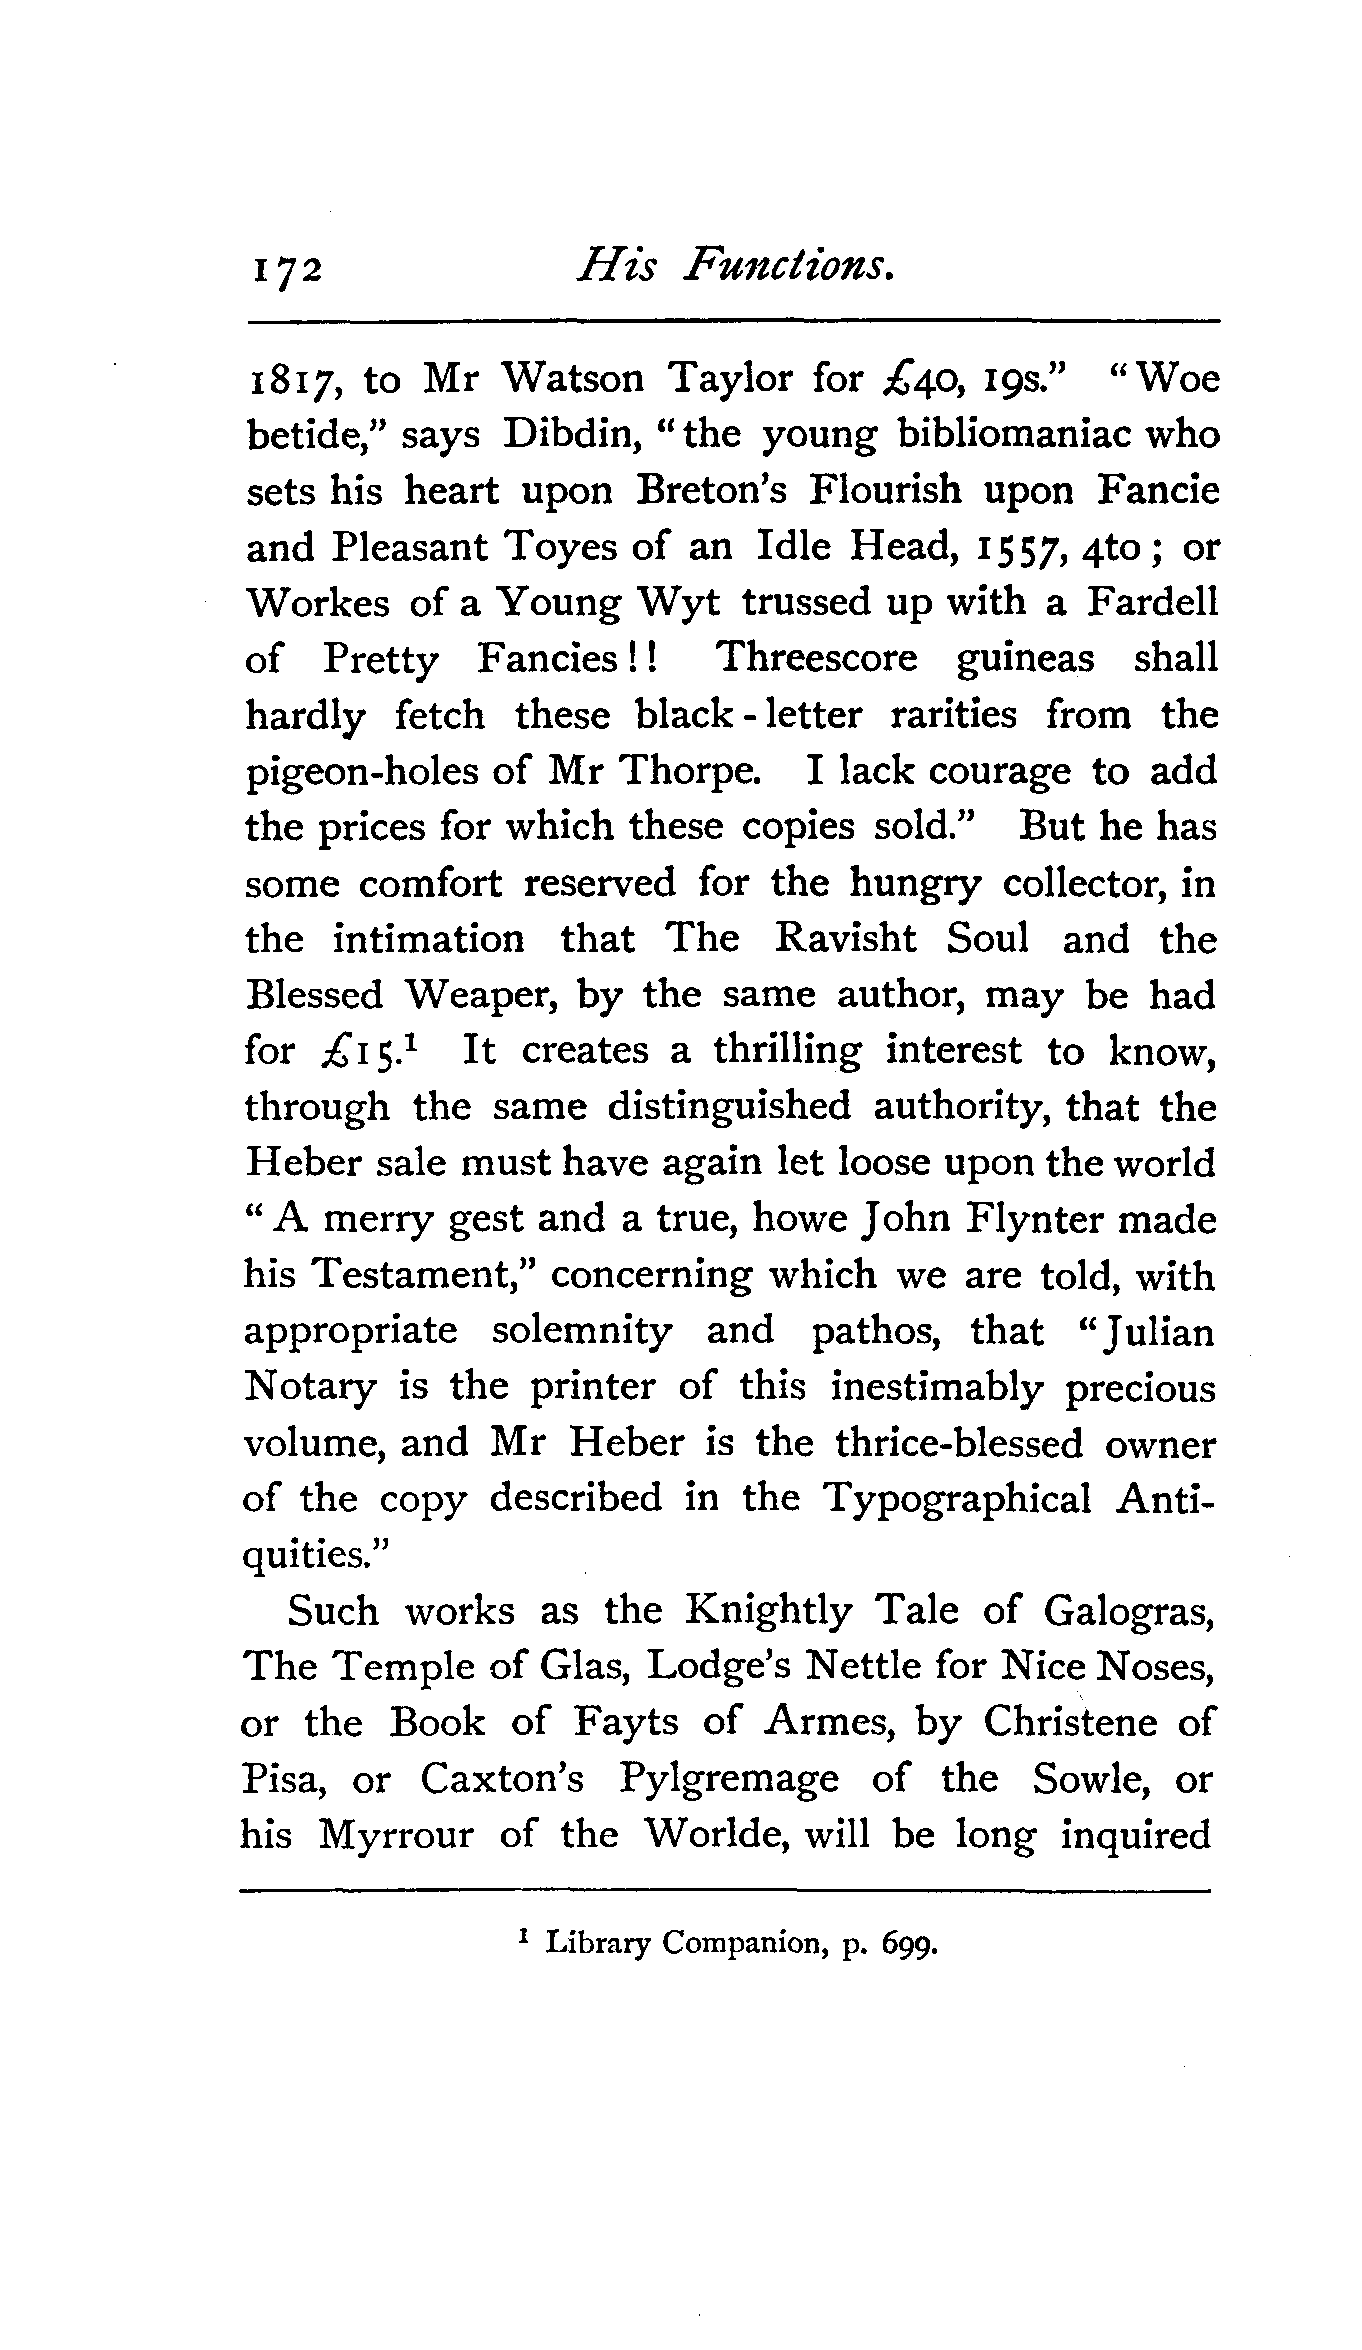 172 His Functions.
1817, to Mr Watson Taylor for £40, 19s." "Woe
betide," says Dibdin, "the young bibliomaniac who
sets his heart upon Breton's Flourish upon Fancie
and Pleasant Toyes of an Idle Head, 1557, 4to; or
Workes of a Young Wyt trussed up with a Fardell
of Pretty Fancies!! Threescore guineas shall
hardly fetch these black-letter rarities from the
pigeon-holes of Mr Thorpe. I lack courage to add
the prices for which these copies sold." But he has
some comfort reserved for the hungry collector, in
the intimation that The Ravisht Soul and the
Blessed Weaper, by the same author, may be had
for £15.¹ It creates a thrilling interest to know,
through the same distinguished authority, that the
Heber sale must have again let loose upon the world
"A merry gest and a true, howe John Flynter made
his Testament," concerning which we are told, with
appropriate solemnity and pathos, that "Julian
Notary is the printer of this inestimably precious
volume, and Mr Heber is the thrice-blessed owner
of the copy described in the Typographical Anti-
quities."
Such works as the Knightly Tale of Galogras,
The Temple of Glas, Lodge's Nettle for Nice Noses,
or the Book of Fayts of Armes, by Christene of
Pisa, or Caxton's Pylgremage of the Sowle, or
his Myrrour of the Worlde, will be long inquired
¹ Library Companion, p. 699.